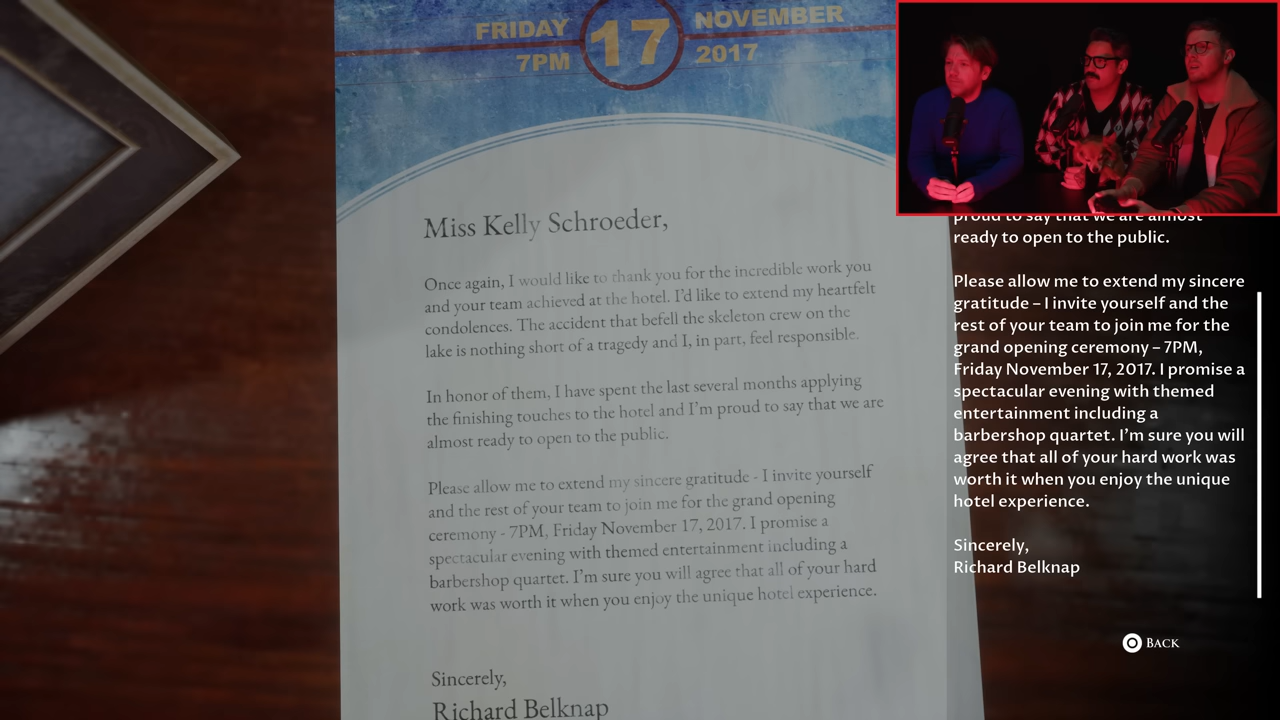 FRIDAY
7PM
17
NOVEMBER
2017
Miss Kelly Schroeder,
Once again, I would like to thank you for the incredible work you
and your team achieved at the hotel. I'd like to extend my heartfelt
condolences. The accident that befell the skeleton crew on the
lake is nothing short of a tragedy and I, in part, feel responsible.
In honor of them, I have spent the last several months applying
the finishing touches to the hotel and I'm proud to say that we are
almost ready to open to the public.
Please allow me to extend my sincere gratitude - I invite yourself
and the rest of your team to join me for the grand opening
ceremony - 7PM, Friday November 17, 2017. I promise a
spectacular evening with themed entertainment including a
barbershop quartet. I'm sure you will agree that all of your hard
work was worth it when you enjoy the unique hotel experience.
Sincerely,
Richard Belknap
proud to say that we are almost
ready to open to the public.
Please allow me to extend my sincere
gratitude – I invite yourself and the
rest of your team to join me for the
grand opening ceremony – 7PM,
Friday November 17, 2017. I promise a
spectacular evening with themed
entertainment including a
barbershop quartet. I'm sure you will
agree that all of your hard work was
worth it when you enjoy the unique
hotel experience.
Sincerely,
Richard Belknap
BACK